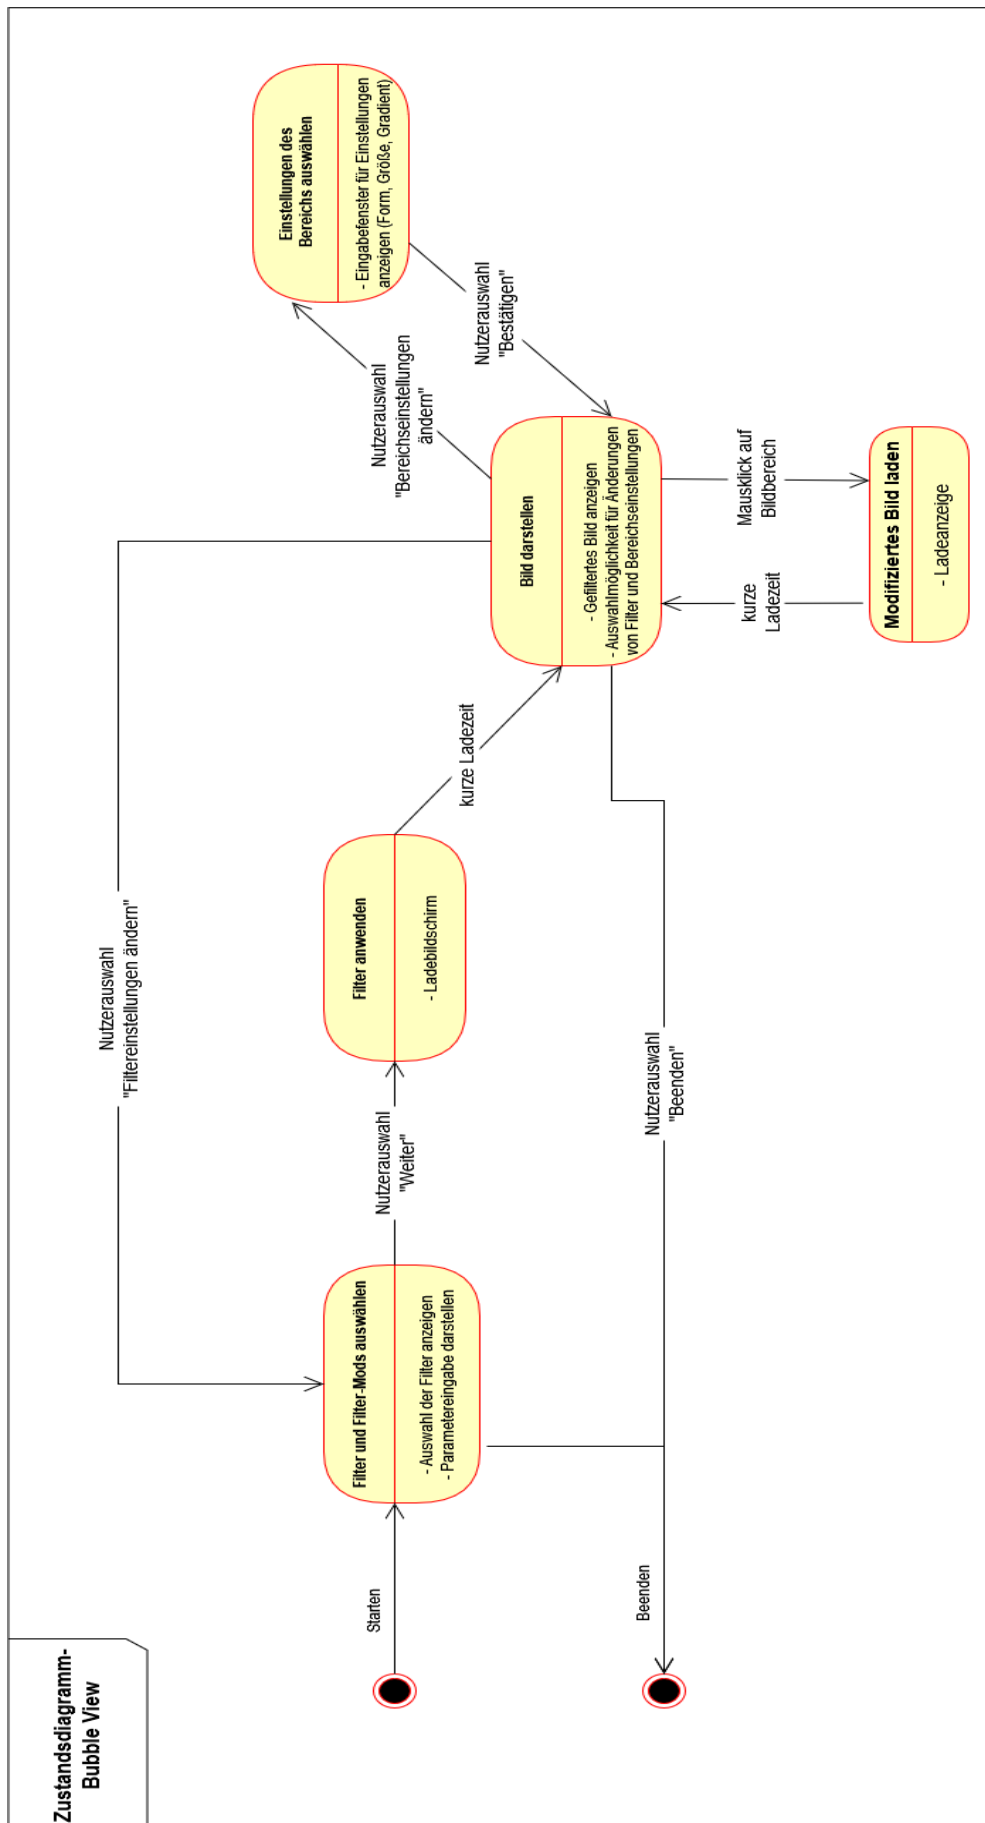 Zustandsdiagramm-
Bubble View
Starten
Filter und Filter-Mods auswählen
- Auswahl der Filter anzeigen
- Parametereingabe darstellen
Nutzerauswahl
"Weiter"
Filter anwenden
- Ladebildschirm
kurze Ladezeit
Nutzerauswahl
"Filtereinstellungen ändern"
Bild darstellen
- Gefiltertes Bild anzeigen
- Auswahlmöglichkeit für Änderungen
von Filter und Bereichseinstellungen
Nutzerauswahl
"Bereichseinstellungen
ändern"
Einstellungen des
Bereichs auswählen
- Eingabefenster für Einstellungen
anzeigen (Form, Größe, Gradient)
Nutzerauswahl
"Bestätigen"
Mausklick auf
Bildbereich
Modifiziertes Bild laden
- Ladeanzeige
kurze
Ladezeit
Nutzerauswahl
"Beenden"
Beenden